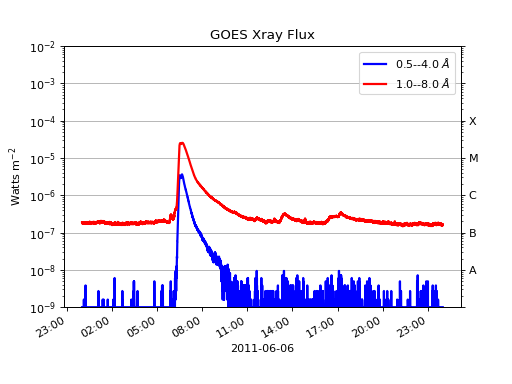 GOES Xray Flux
0.5--4.0 Å
1.0--8.0 Å
Watts m⁻²
10⁻²
10⁻³
10⁻⁴
10⁻⁵
10⁻⁶
10⁻⁷
10⁻⁸
10⁻⁹
X
M
C
B
A
23:00
02:00
05:00
08:00
11:00
14:00
17:00
20:00
23:00
2011-06-06